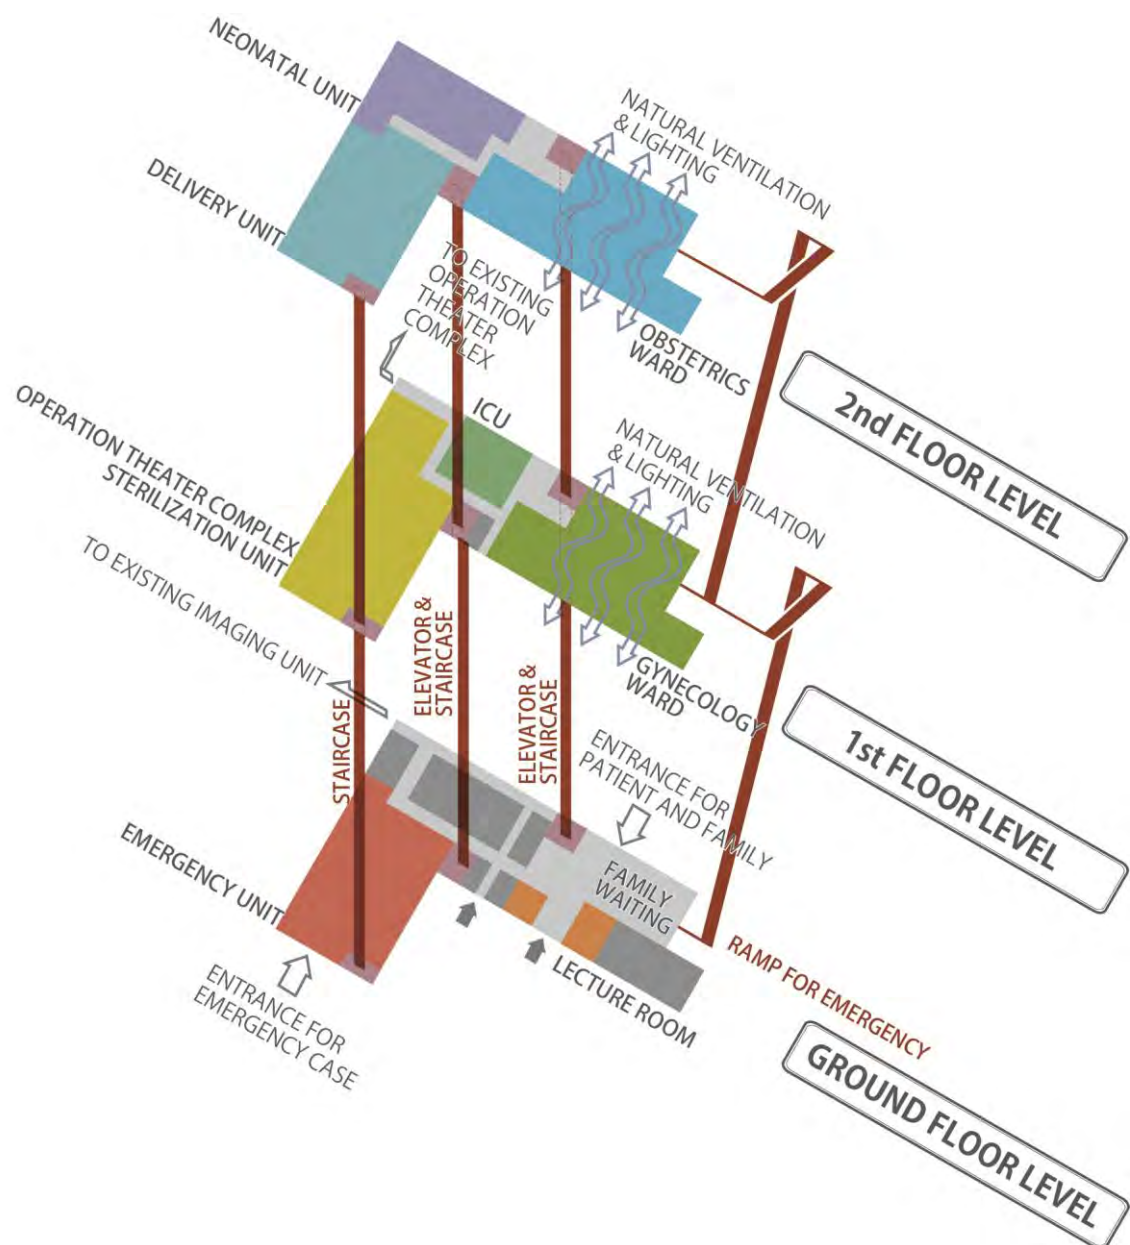 NEONATAL UNIT
DELIVERY UNIT
NATURAL VENTILATION
& LIGHTING
TO EXISTING
OPERATION
THEATER
COMPLEX
OBSTETRICS
WARD
2nd FLOOR LEVEL
OPERATION THEATER COMPLEX
STERILIZATION UNIT
ICU
NATURAL VENTILATION
& LIGHTING
TO EXISTING IMAGING UNIT
GYNECOLOGY
WARD
1st FLOOR LEVEL
STAIRCASE
ELEVATOR &
STAIRCASE
ELEVATOR &
STAIRCASE
ENTRANCE FOR
PATIENT AND FAMILY
EMERGENCY UNIT
FAMILY
WAITING
LECTURE ROOM
RAMP FOR EMERGENCY
ENTRANCE FOR
EMERGENCY CASE
GROUND FLOOR LEVEL